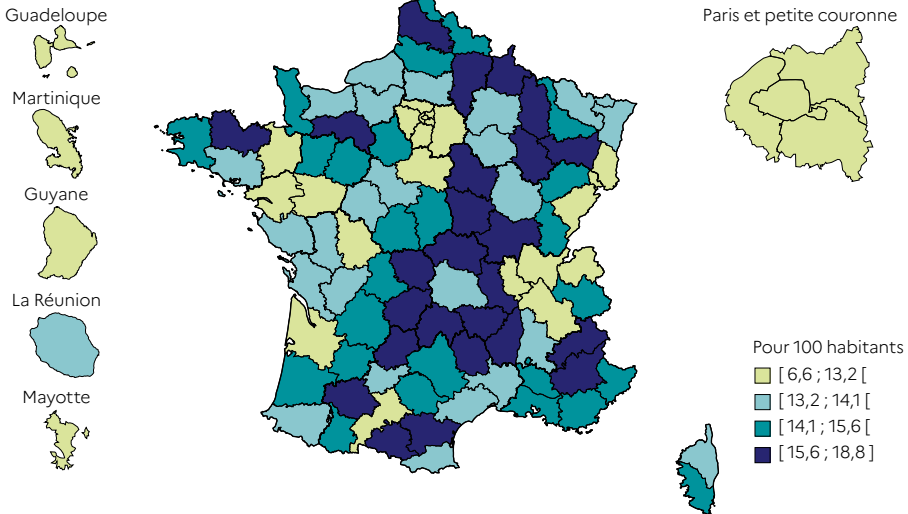 Guadeloupe
Martinique
Guyane
La Réunion
Mayotte
Paris et petite couronne
Pour 100 habitants
[ 6,6 ; 13,2 [
[ 13,2 ; 14,1 [
[ 14,1 ; 15,6 [
[ 15,6 ; 18,8 ]